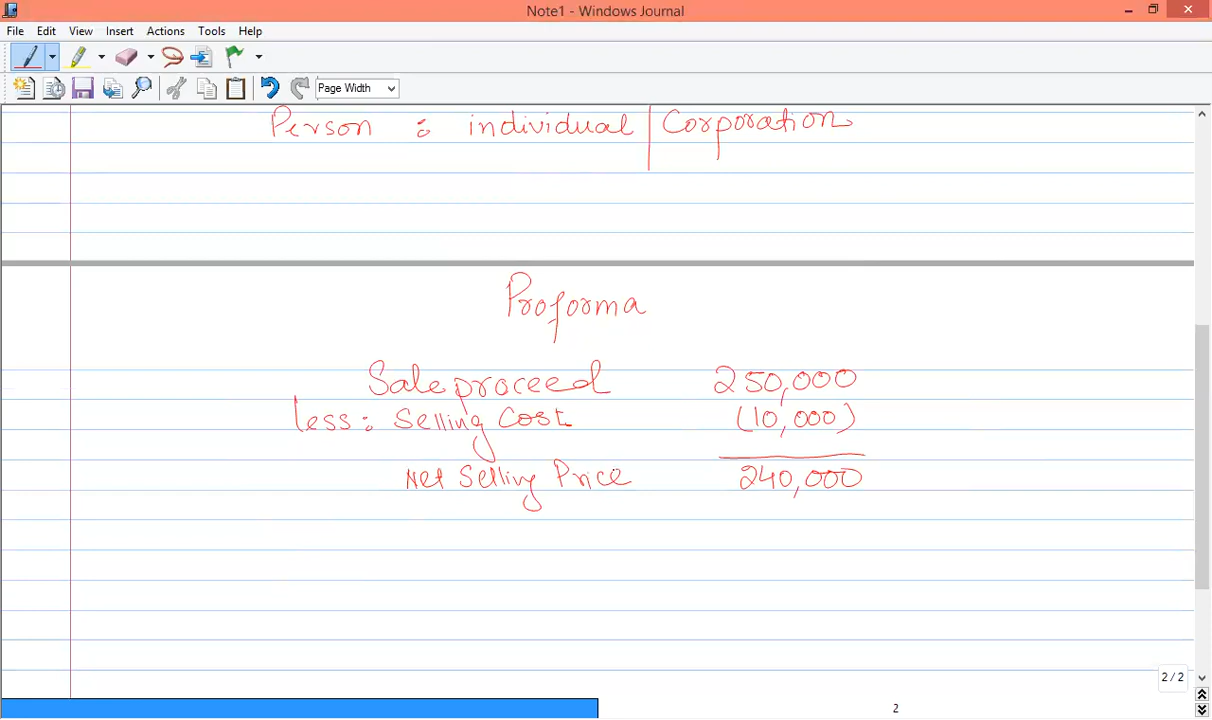 Note1 - Windows Journal
File Edit View Insert Actions Tools Help
Page Width
Person : individual | Corporation
Proforma
Sale proceed 250,000
less: Selling Cost (10,000)
Net Selling Price 240,000
2 / 2
2